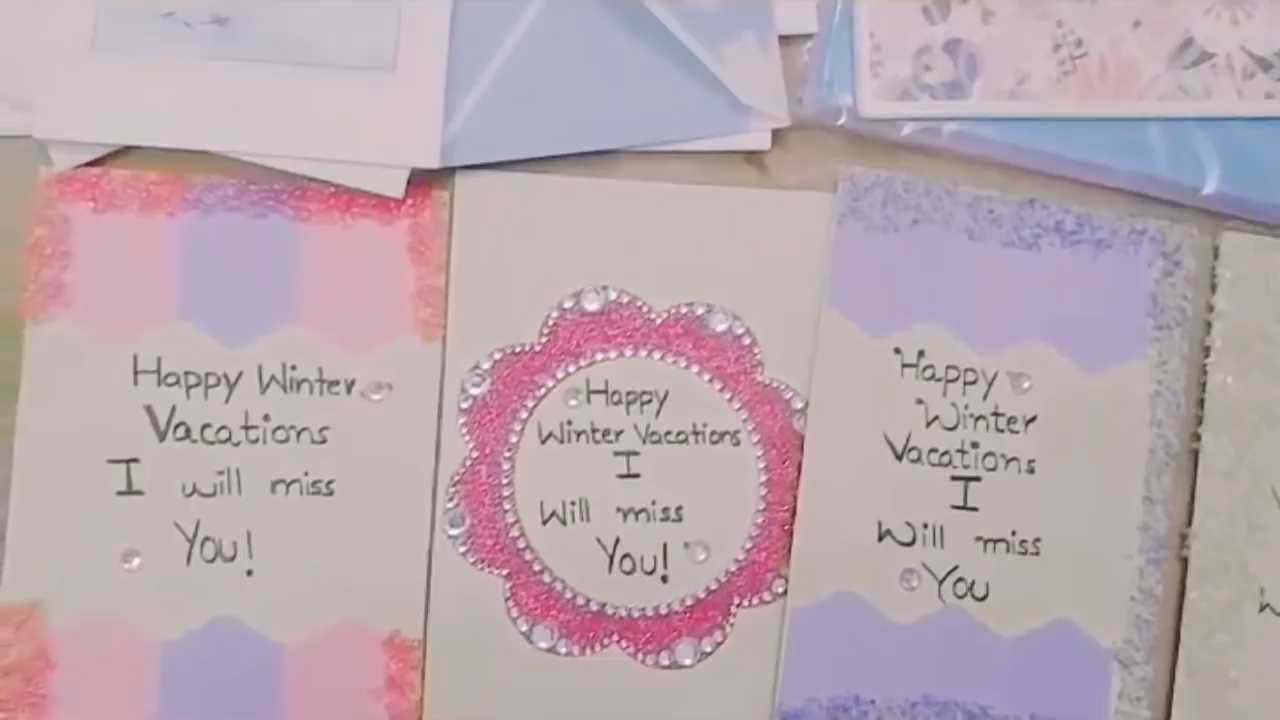 Happy Winter
Vacations
I will miss
You!
Happy
Winter Vacations
I
Will miss
You!
Happy
Winter
Vacations
I
Will miss
You